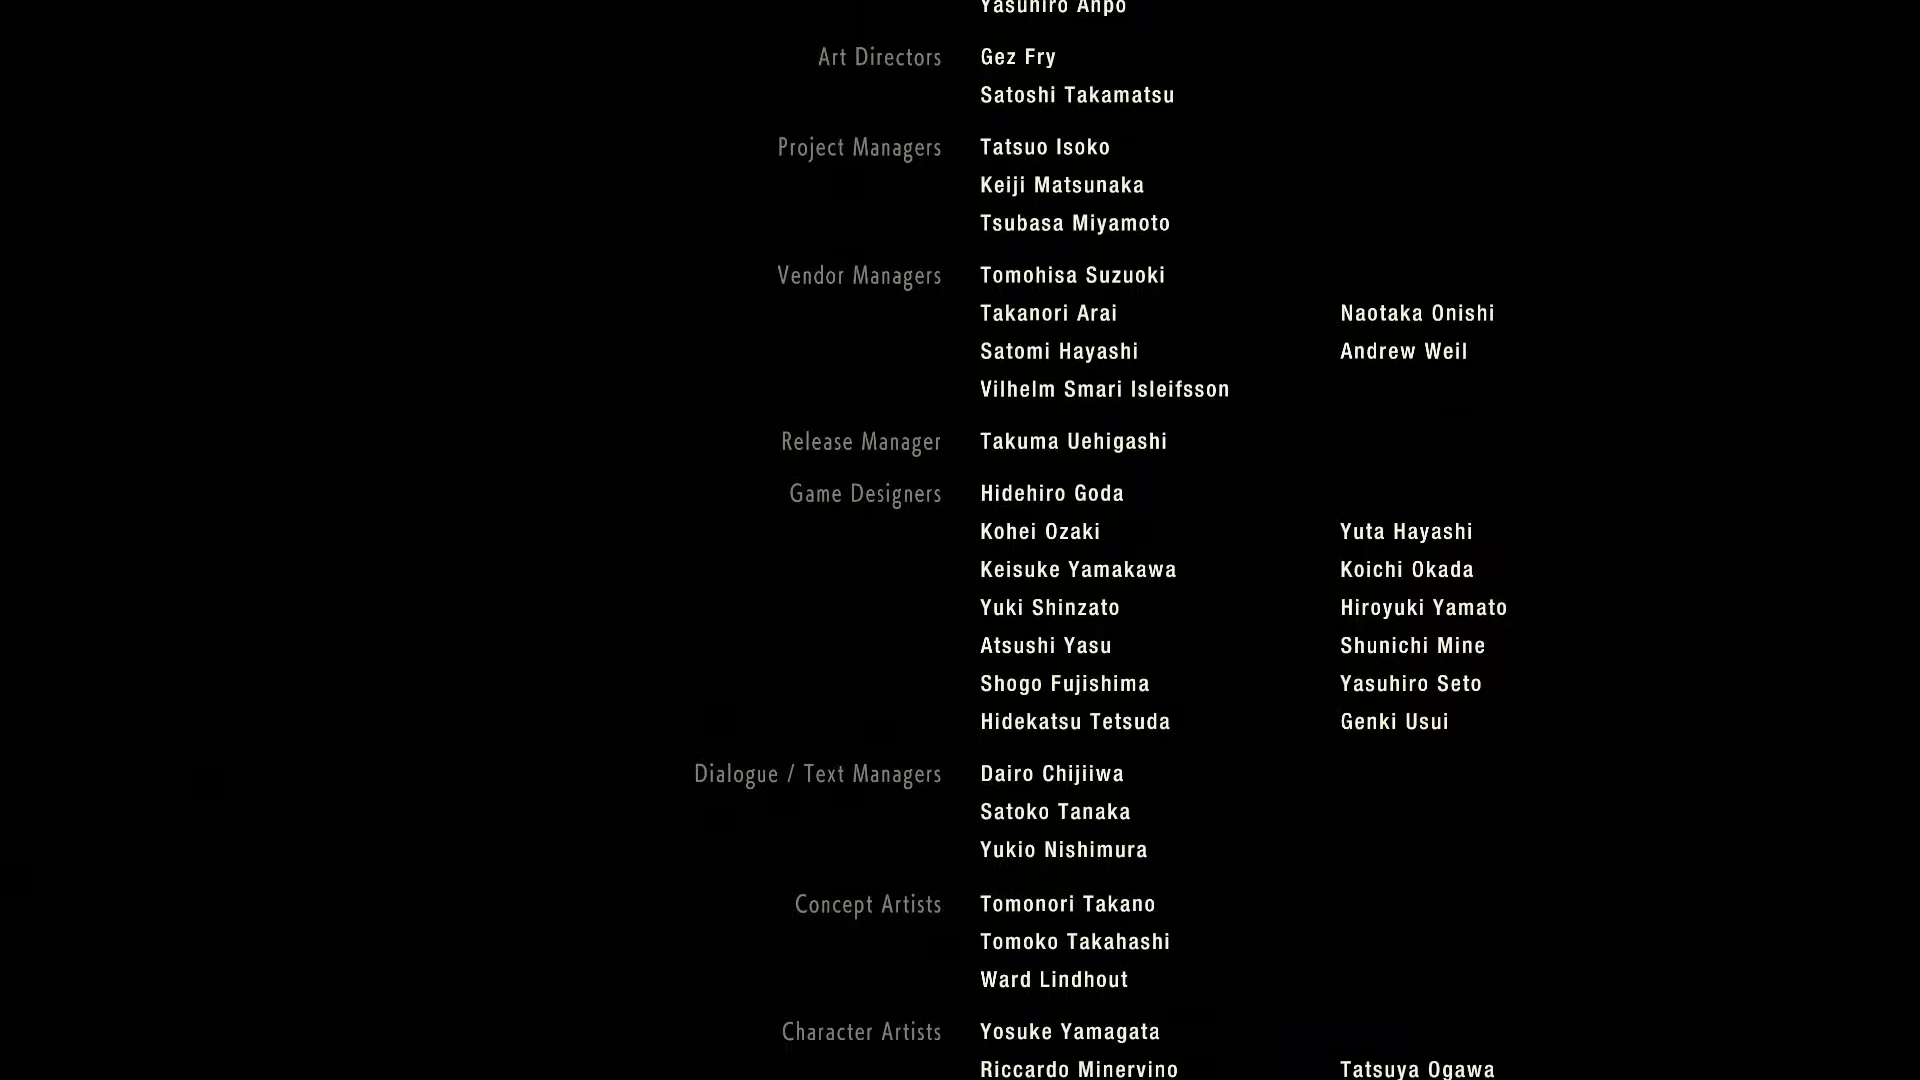 Yasuhiro Anpo
Art Directors Gez Fry
Satoshi Takamatsu
Project Managers Tatsuo Isoko
Keiji Matsunaka
Tsubasa Miyamoto
Vendor Managers Tomohisa Suzuoki
Takanori Arai Naotaka Onishi
Satomi Hayashi Andrew Weil
Vilhelm Smari Isleifsson
Release Manager Takuma Uehigashi
Game Designers Hidehiro Goda
Kohei Ozaki Yuta Hayashi
Keisuke Yamakawa Koichi Okada
Yuki Shinzato Hiroyuki Yamato
Atsushi Yasu Shunichi Mine
Shogo Fujishima Yasuhiro Seto
Hidekatsu Tetsuda Genki Usui
Dialogue / Text Managers Dairo Chijiiwa
Satoko Tanaka
Yukio Nishimura
Concept Artists Tomonori Takano
Tomoko Takahashi
Ward Lindhout
Character Artists Yosuke Yamagata
Riccardo Minervino Tatsuya Ogawa